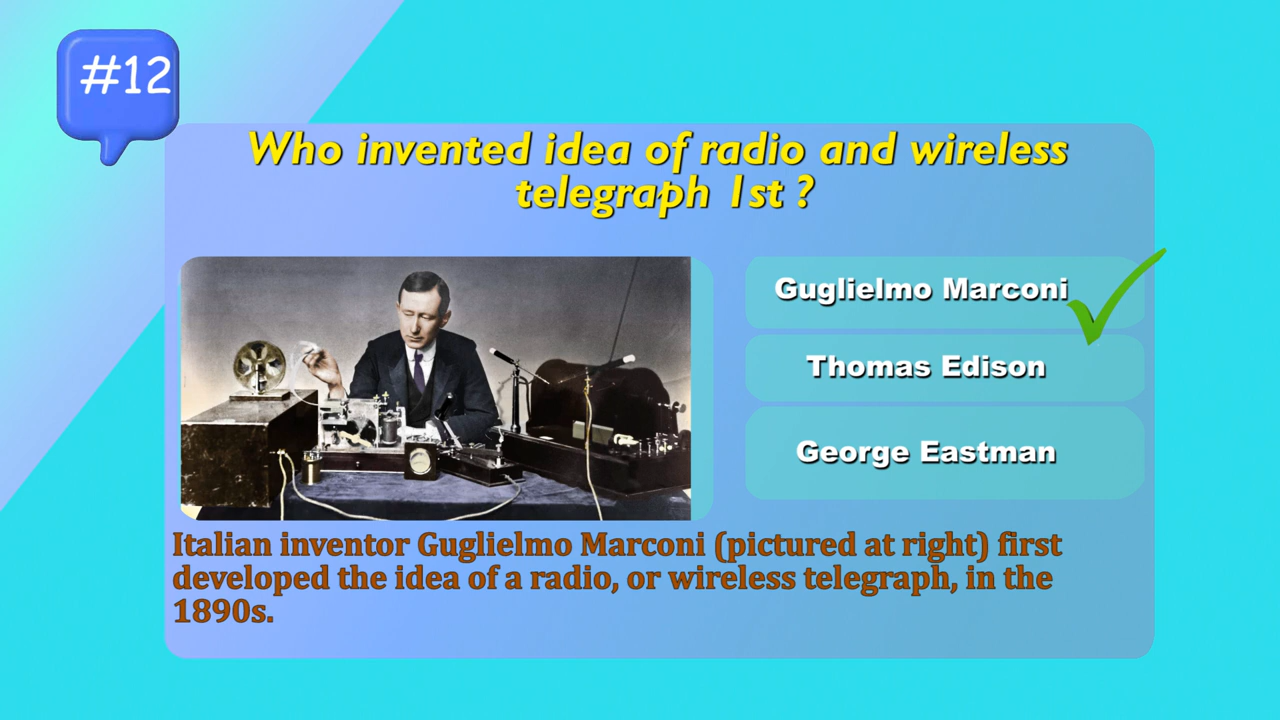 #12
Who invented idea of radio and wireless
telegraph 1st ?
Guglielmo Marconi
Thomas Edison
George Eastman
Italian inventor Guglielmo Marconi (pictured at right) first
developed the idea of a radio, or wireless telegraph, in the
1890s.